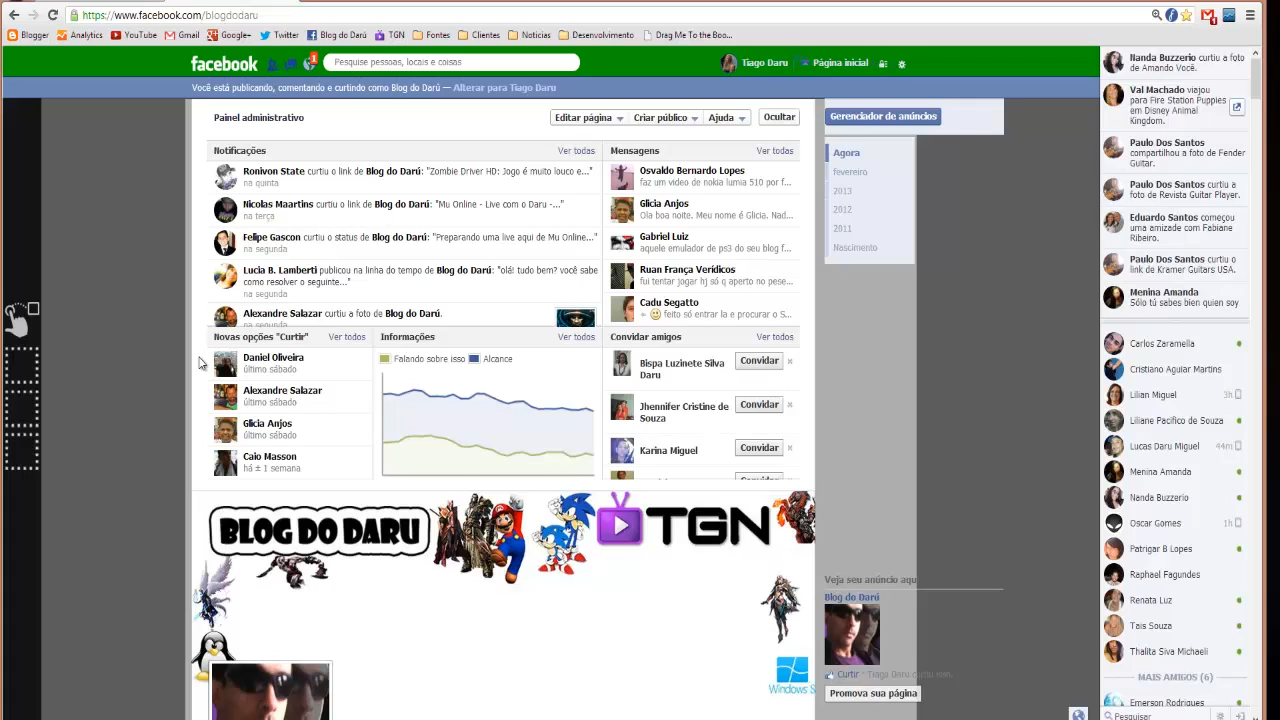 https://www.facebook.com/blogdodaru
Blogger Analytics YouTube Gmail Google+ Twitter Blog do Darú TGN Fontes Clientes Noticias Desenvolvimento Drag Me To the Boo...
facebook 1 Pesquise pessoas, locais e coisas Tiago Daru Página inicial
Você está publicando, comentando e curtindo como Blog do Darú — Alterar para Tiago Daru
Painel administrativo Editar página Criar público Ajuda Ocultar
Notificações Ver todas
Ronivon State curtiu o link de Blog do Darú: "Zombie Driver HD: Jogo é muito louco e..."
na quinta
Nicolas Maartins curtiu o link de Blog do Darú: "Mu Online - Live com o Daru -..."
na terça
Felipe Gascon curtiu o status de Blog do Darú: "Preparando uma live aqui de Mu Online..."
na segunda
Lucia B. Lamberti publicou na linha do tempo de Blog do Darú: "olá! tudo bem? você sabe
como resolver o seguinte..."
na segunda
Alexandre Salazar curtiu a foto de Blog do Darú.
na segunda
Mensagens Ver todas
Osvaldo Bernardo Lopes
faz um video de nokia lumia 510 por f...
Glicia Anjos
Ola boa noite. Meu nome é Glicia. Nad...
Gabriel Luiz
aquele emulador de ps3 do seu blog f...
Ruan França Verídicos
fui tentar jogar hj só q aperto no pese...
Cadu Segatto
feito só entrar la e procurar o S...
Novas opções "Curtir" Ver todos
Daniel Oliveira
último sábado
Alexandre Salazar
último sábado
Glicia Anjos
último sábado
Caio Masson
há ± 1 semana
Informações Ver todos
Falando sobre isso Alcance
Convidar amigos Ver todos
Bispa Luzinete Silva
Daru
Convidar
Jhennifer Cristine de
Souza
Convidar
Karina Miguel
Convidar
BLOG DO DARU TGN
Windows
Gerenciador de anúncios
Agora
fevereiro
2013
2012
2011
Nascimento
Veja seu anúncio aqui
Blog do Darú
Curtir · Tiago Daru curtiu isso.
Promova sua página
Nanda Buzzerio curtiu a foto
de Amando Você.
Val Machado viajou
para Fire Station Puppies
em Disney Animal
Kingdom.
Paulo Dos Santos
compartilhou a foto de Fender
Guitar.
Paulo Dos Santos curtiu a
foto de Revista Guitar Player.
Eduardo Santos começou
uma amizade com Fabiane
Ribeiro.
Paulo Dos Santos curtiu o
link de Kramer Guitars USA.
Menina Amanda
Sólo tú sabes bien quien soy
Carlos Zaramella
Cristiano Aguiar Martins
Lilian Miguel 3h
Liliane Pacifico de Souza
Lucas Daru Miguel 44m
Menina Amanda
Nanda Buzzerio
Oscar Gomes 1h
Patrigar B Lopes
Raphael Fagundes
Renata Luz
Tais Souza
Thalita Siva Michaeli
MAIS AMIGOS (6)
Emerson Rodrigues
Pesquisar